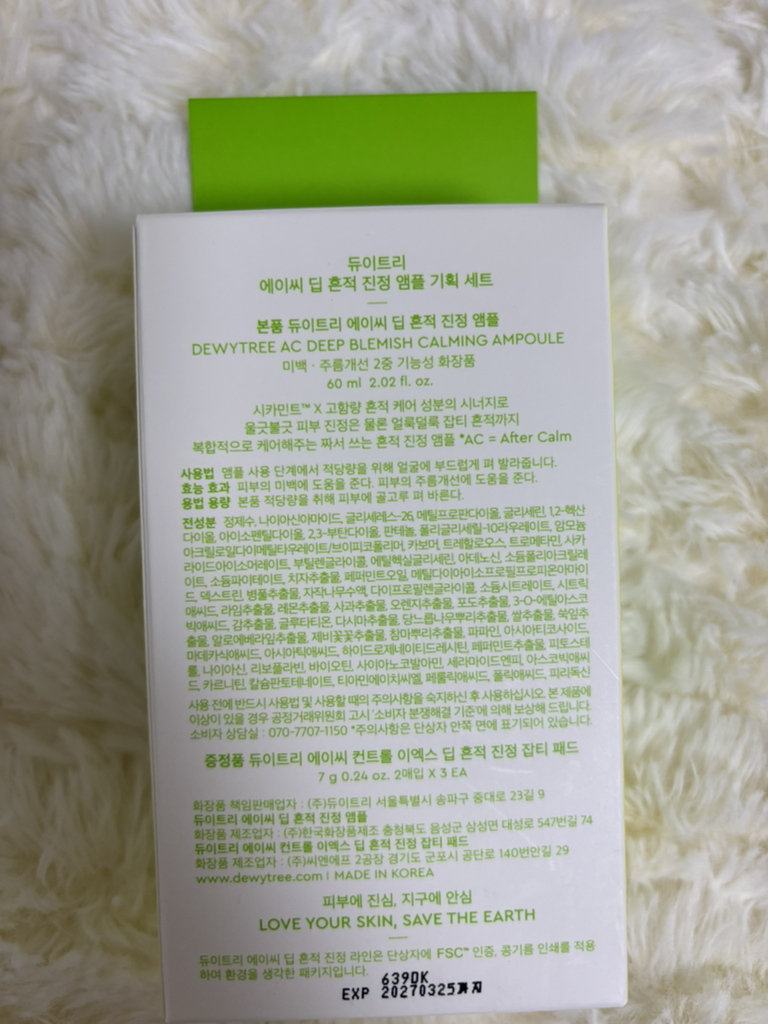 듀이트리
에이씨 딥 흔적 진정 앰플 기획 세트
본품 듀이트리 에이씨 딥 흔적 진정 앰플
DEWYTREE AC DEEP BLEMISH CALMING AMPOULE
미백 · 주름개선 2중 기능성 화장품
60 ml 2.02 fl. oz.
시카민트™ X 고함량 흔적 케어 성분의 시너지로
울긋불긋 피부 진정은 물론 얼룩덜룩 잡티 흔적까지
복합적으로 케어해주는 짜서 쓰는 흔적 진정 앰플 *AC = After Calm
사용법 앰플 사용 단계에서 적당량을 취해 얼굴에 부드럽게 펴 발라줍니다.
효능 효과 피부의 미백에 도움을 준다. 피부의 주름개선에 도움을 준다.
용법 용량 본품 적당량을 취해 피부에 골고루 펴 바른다.
전성분 정제수, 나이아신아마이드, 글리세레스-26, 메틸프로판다이올, 글리세린, 1,2-헥산
다이올, 아이소펜틸다이올, 2,3-부탄다이올, 판테놀, 폴리글리세릴-10라우레이트, 암모늄
아크릴로일다이메틸타우레이트/브이피코폴리머, 카보머, 트레할로오스, 트로메타민, 사카
라이드아이소머레이트, 부틸렌글라이콜, 에틸헥실글리세린, 아데노신, 소듐폴리아크릴레
이트, 소듐파이테이트, 치자추출물, 페퍼민트오일, 메틸다이아이소프로필프로피온아마이
드, 덱스트린, 병풀추출물, 자작나무수액, 다이프로필렌글라이콜, 소듐시트레이트, 시트릭
애씨드, 라임추출물, 레몬추출물, 사과추출물, 오렌지추출물, 포도추출물, 3-O-에틸아스코
빅애씨드, 감추출물, 글루타티온, 다시마추출물, 당느릅나무뿌리추출물, 쌀추출물, 쑥잎추
출물, 알로에베라잎추출물, 제비꽃꽃추출물, 참마뿌리추출물, 파파인, 아시아티코사이드,
마데카식애씨드, 아시아틱애씨드, 하이드로제네이티드레시틴, 페퍼민트추출물, 피토스테
롤, 나이아신, 리보플라빈, 바이오틴, 사이아노코발아민, 세라마이드엔피, 아스코빅애씨
드, 카르니틴, 칼슘판토테네이트, 티아민에이치씨엘, 페룰릭애씨드, 폴릭애씨드, 피리독신
사용 전에 반드시 사용법 및 사용할 때의 주의사항을 숙지하신 후 사용하십시오. 본 제품에
이상이 있을 경우 공정거래위원회 고시 '소비자 분쟁해결 기준'에 의해 보상해 드립니다.
소비자 상담실 : 070-7707-1150 *주의사항은 단상자 안쪽 면에 표기되어 있습니다.
증정품 듀이트리 에이씨 컨트롤 이엑스 딥 흔적 진정 잡티 패드
7 g 0.24 oz. 2매입 X 3 EA
화장품 책임판매업자 : (주)듀이트리 서울특별시 송파구 중대로 23길 9
듀이트리 에이씨 딥 흔적 진정 앰플
화장품 제조업자 : (주)한국화장품제조 충청북도 음성군 삼성면 대성로 547번길 74
듀이트리 에이씨 컨트롤 이엑스 딥 흔적 진정 잡티 패드
화장품 제조업자 : (주)씨엔에프 2공장 경기도 군포시 공단로 140번안길 29
www.dewytree.com | MADE IN KOREA
피부에 진심, 지구에 안심
LOVE YOUR SKIN, SAVE THE EARTH
듀이트리 에이씨 딥 흔적 진정 라인은 단상자에 FSC™ 인증, 콩기름 인쇄를 적용
하여 환경을 생각한 패키지입니다.
639DK
EXP 20270325까지